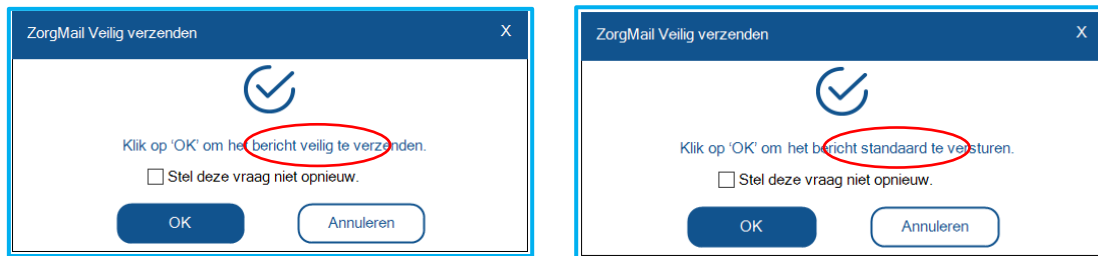 ZorgMail Veilig verzenden X
Klik op 'OK' om het bericht veilig te verzenden.
Stel deze vraag niet opnieuw.
OK Annuleren
ZorgMail Veilig verzenden X
Klik op 'OK' om het bericht standaard te versturen.
Stel deze vraag niet opnieuw.
OK Annuleren